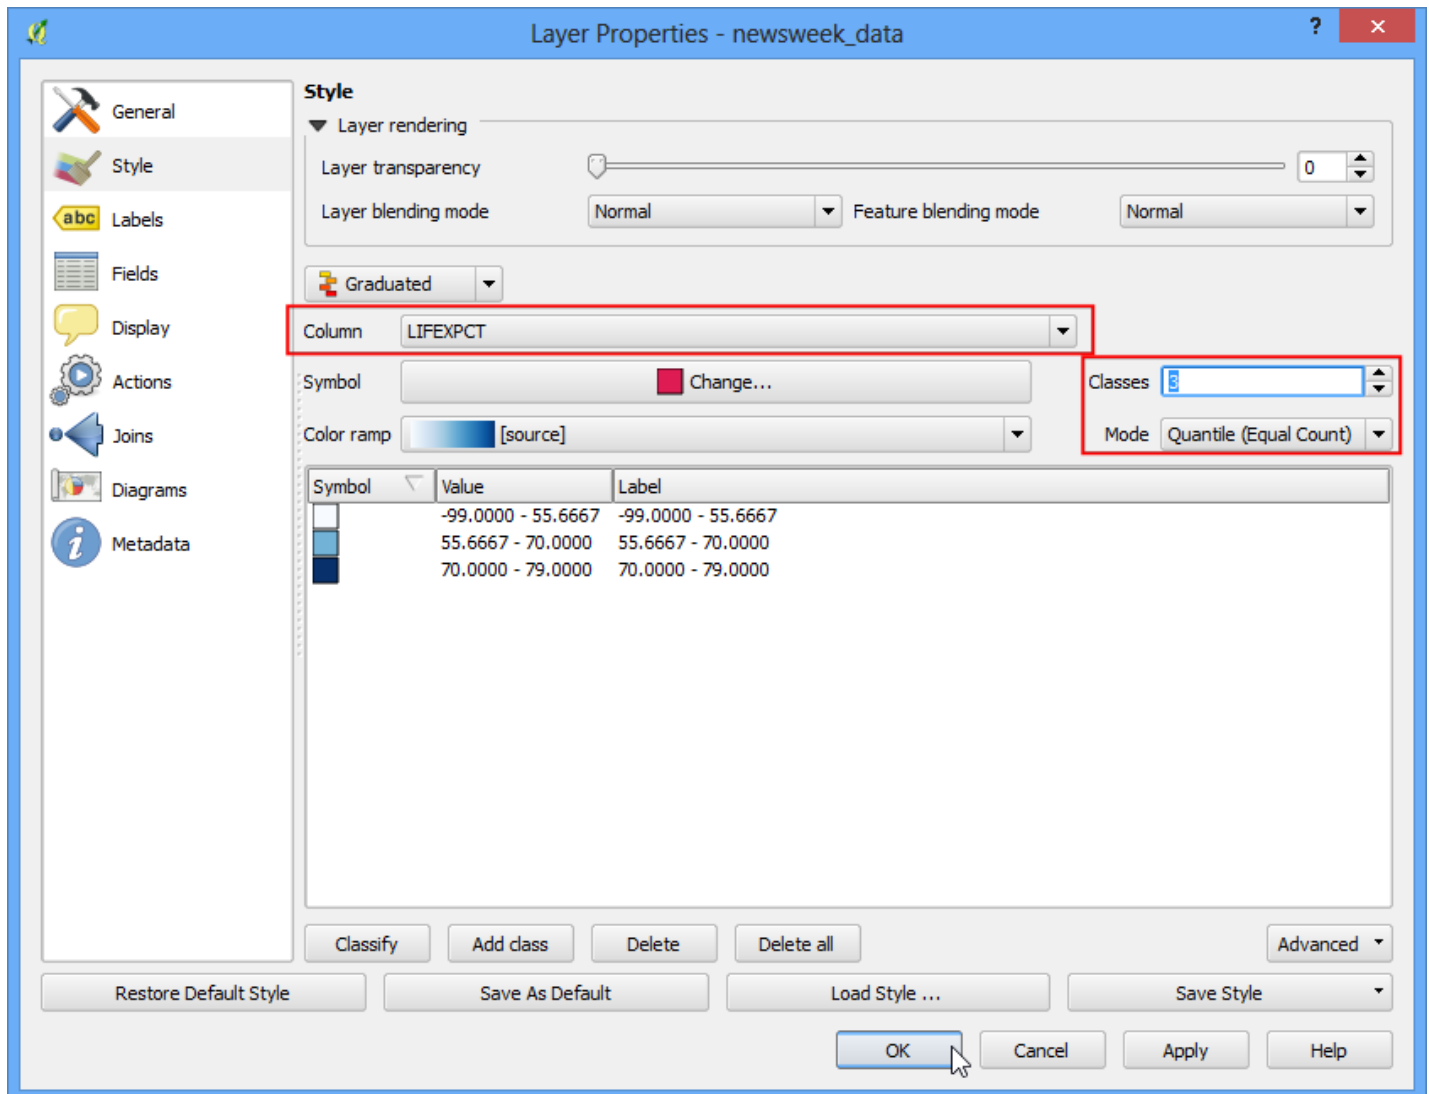 Layer Properties - newsweek_data
?
General
Style
abc
Labels
Fields
Display
Actions
Joins
Diagrams
i
Metadata
Style
Layer rendering
Layer transparency
0
Layer blending mode
Normal
Feature blending mode
Normal
Graduated
Column
LIFEXPCT
Symbol
Change...
Classes
3
Color ramp
[source]
Mode
Quantile (Equal Count)
Symbol Value Label
-99.0000 - 55.6667 -99.0000 - 55.6667
55.6667 - 70.0000 55.6667 - 70.0000
70.0000 - 79.0000 70.0000 - 79.0000
Classify
Add class
Delete
Delete all
Advanced
Restore Default Style
Save As Default
Load Style ...
Save Style
OK
Cancel
Apply
Help